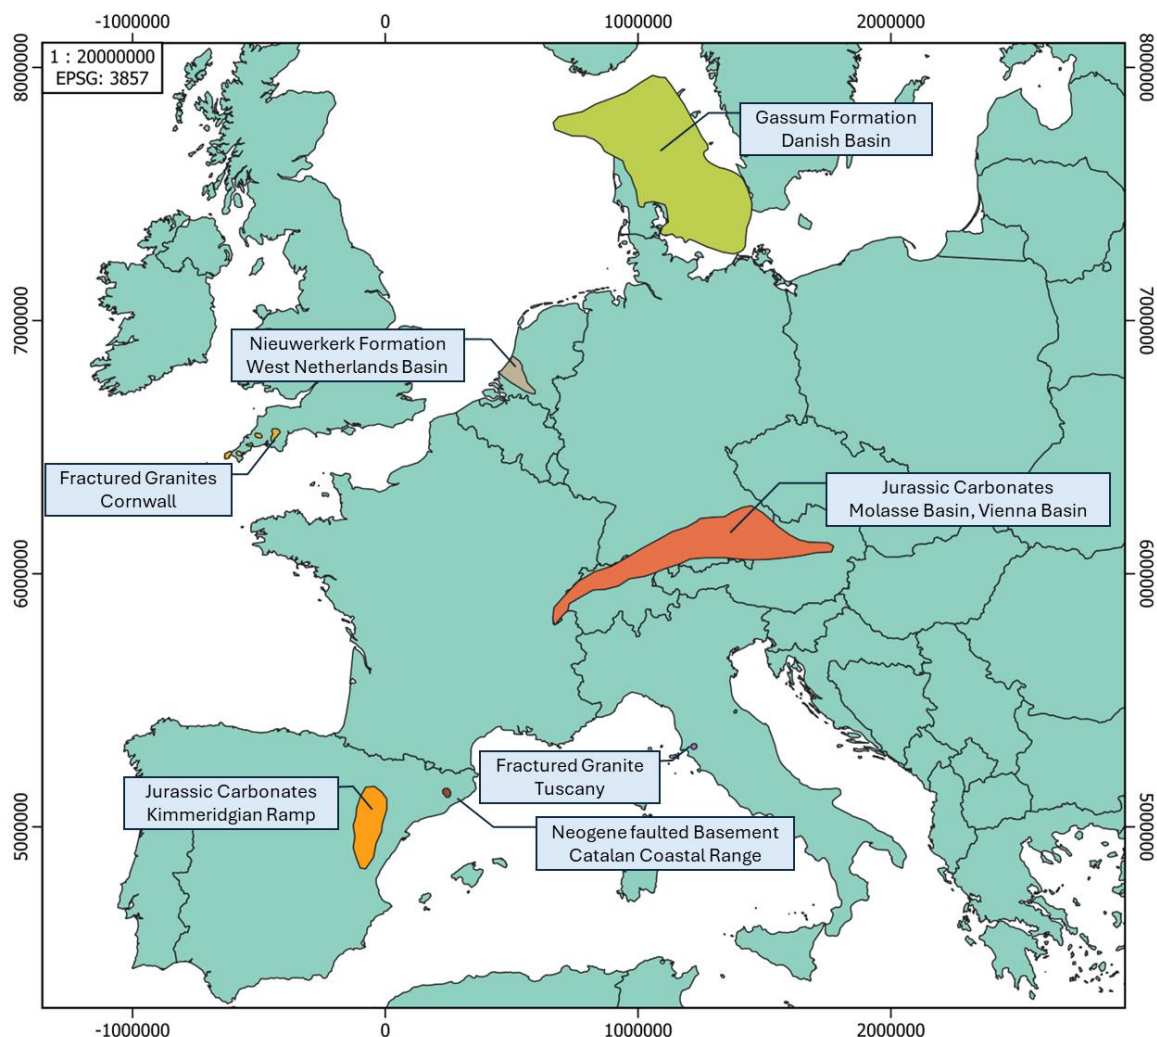 -1000000 0 1000000 2000000
1 : 20000000
EPSG: 3857
8000000
8000000
Gassum Formation
Danish Basin
7000000
7000000
Nieuwerkerk Formation
West Netherlands Basin
Fractured Granites
Cornwall
Jurassic Carbonates
Molasse Basin, Vienna Basin
6000000
6000000
Fractured Granite
Tuscany
Jurassic Carbonates
Kimmeridgian Ramp
Neogene faulted Basement
Catalan Coastal Range
5000000
5000000
-1000000 0 1000000 2000000